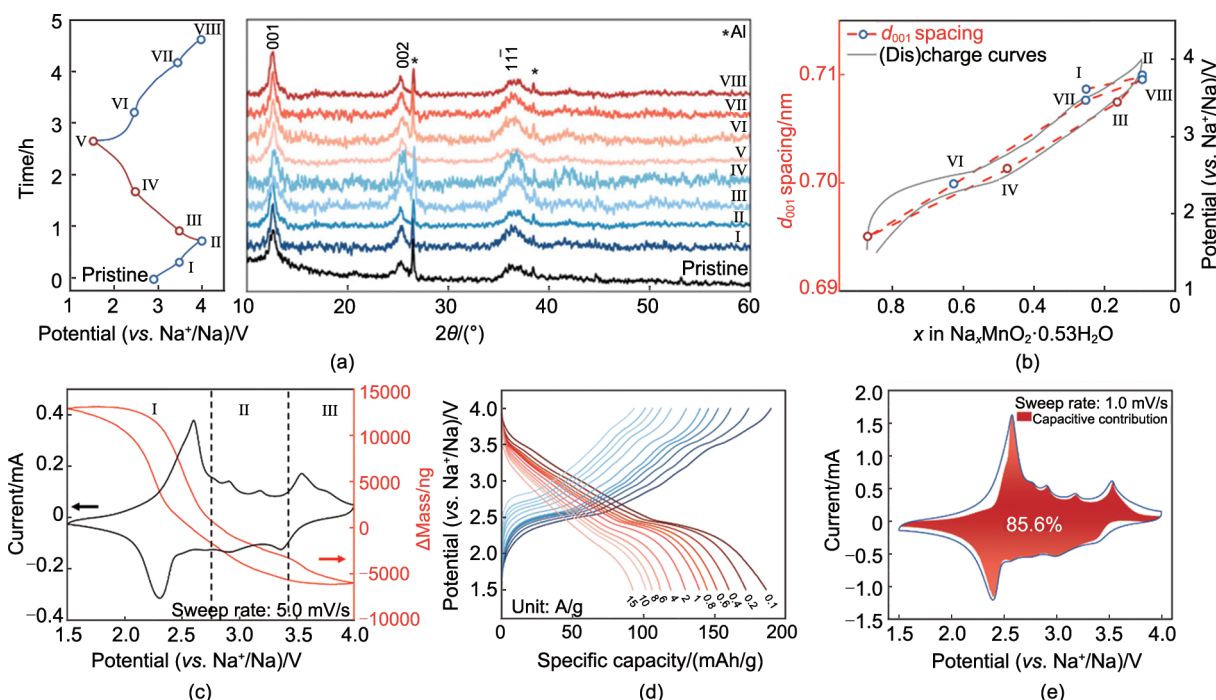 Time/h
5
4
3
2
1
0
VIII
VII
VI
V
IV
III
II
I
Pristine
1 2 3 4
Potential (vs. Na⁺/Na)/V
001
002
*
1̄11
*
*Al
VIII
VII
VI
V
IV
III
II
I
Pristine
10 20 30 40 50 60
2θ/(°)
(a)
d001 spacing
(Dis)charge curves
d001 spacing/nm
0.71
0.70
0.69
I
II
VII
VIII
III
VI
IV
4
3
2
1
Potential (vs. Na⁺/Na)/V
0.8 0.6 0.4 0.2 0
x in NaxMnO2·0.53H2O
(b)
Current/mA
0.4
0.2
0
−0.2
−0.4
I II III
Sweep rate: 5.0 mV/s
15000
10000
5000
0
−5000
−10000
ΔMass/ng
1.5 2.0 2.5 3.0 3.5 4.0
Potential (vs. Na⁺/Na)/V
(c)
Potential (vs. Na⁺/Na)/V
4.0
3.5
3.0
2.5
2.0
1.5
Unit: A/g
15 10 8 6 4 2 1 0.8 0.6 0.4 0.2 0.1
0 50 100 150 200
Specific capacity/(mAh/g)
(d)
Current/mA
2.0
1.5
1.0
0.5
0
−0.5
−1.0
−1.5
Sweep rate: 1.0 mV/s
Capacitive contribution
85.6%
1.5 2.0 2.5 3.0 3.5 4.0
Potential (vs. Na⁺/Na)/V
(e)